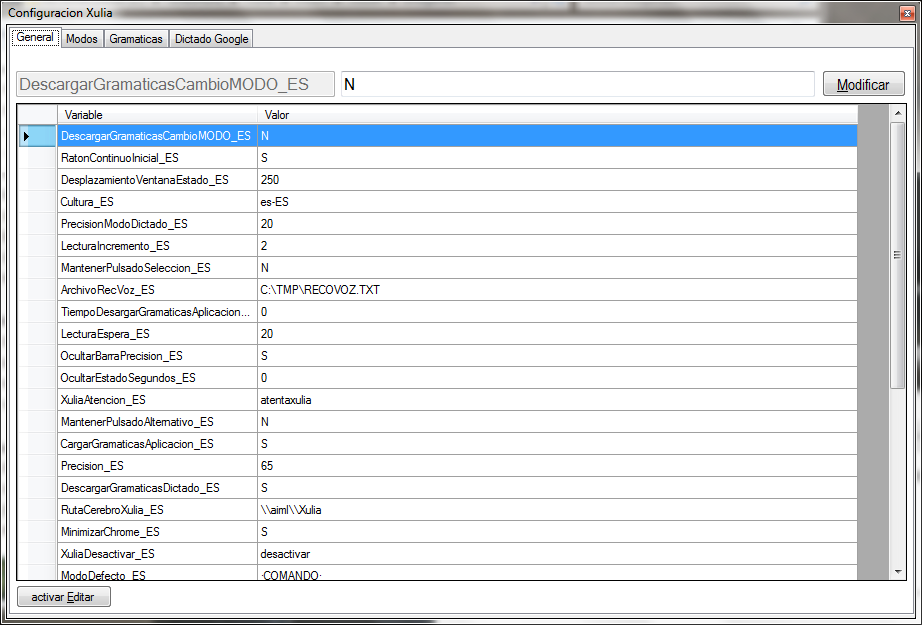 Configuracion Xulia
General Modos Gramaticas Dictado Google
DescargarGramaticasCambioMODO_ES N Modificar
Variable Valor
DescargarGramaticasCambioMODO_ES N
RatonContinuoInicial_ES S
DesplazamientoVentanaEstado_ES 250
Cultura_ES es-ES
PrecisionModoDictado_ES 20
LecturaIncremento_ES 2
MantenerPulsadoSeleccion_ES N
ArchivoRecVoz_ES C:\TMP\RECOVOZ.TXT
TiempoDesargarGramaticasAplicacion... 0
LecturaEspera_ES 20
OcultarBarraPrecision_ES S
OcultarEstadoSegundos_ES 0
XuliaAtencion_ES atentaxulia
MantenerPulsadoAlternativo_ES N
CargarGramaticasAplicacion_ES S
Precision_ES 65
DescargarGramaticasDictado_ES S
RutaCerebroXulia_ES \\aiml\\Xulia
MinimizarChrome_ES S
XuliaDesactivar_ES desactivar
ModoDefecto_ES ·COMANDO·
activar Editar